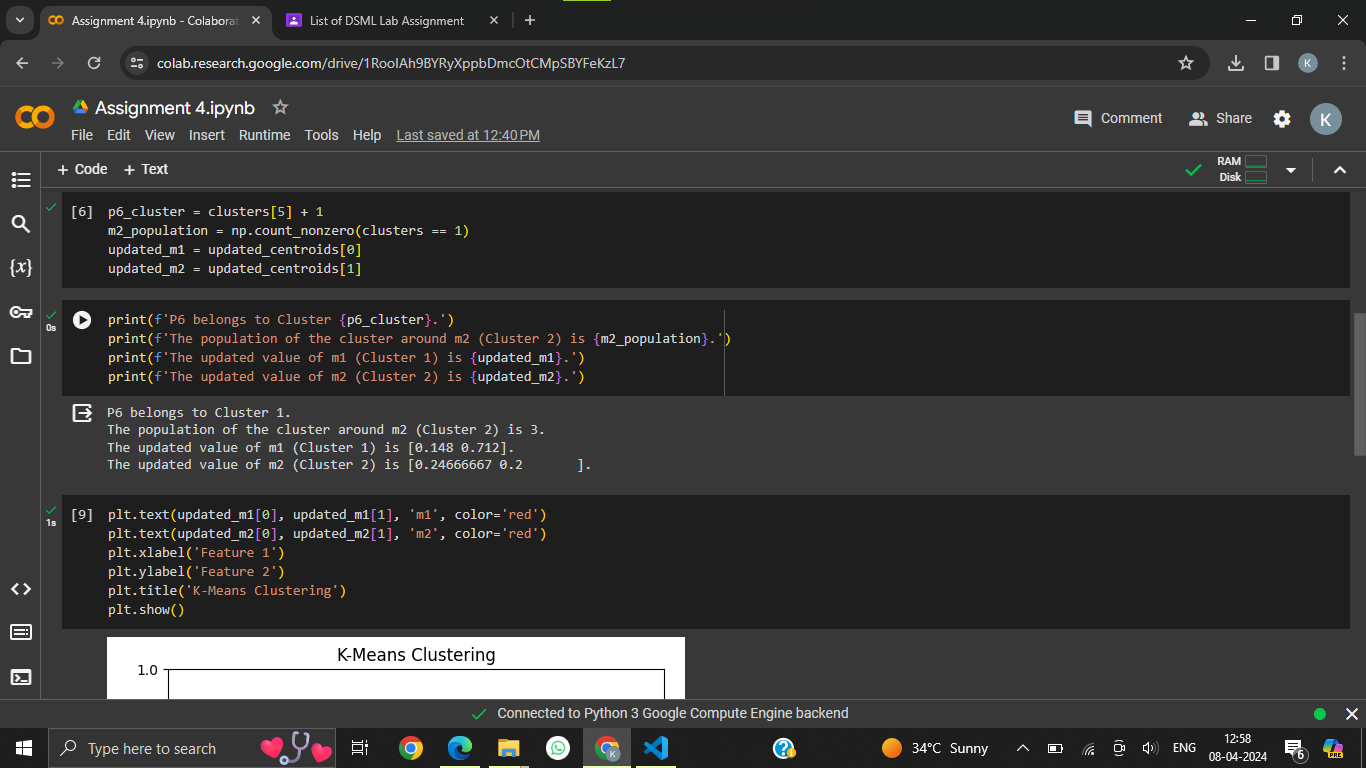 Assignment 4.ipynb - Colaborat
List of DSML Lab Assignment
colab.research.google.com/drive/1RooIAh9BYRyXppbDmcOtCMpSBYFeKzL7
K
Assignment 4.ipynb
File Edit View Insert Runtime Tools Help Last saved at 12:40 PM
Comment Share K
+ Code + Text
RAM
Disk
[6] p6_cluster = clusters[5] + 1
m2_population = np.count_nonzero(clusters == 1)
updated_m1 = updated_centroids[0]
updated_m2 = updated_centroids[1]
{x}
0s
print(f'P6 belongs to Cluster {p6_cluster}.')
print(f'The population of the cluster around m2 (Cluster 2) is {m2_population}.')
print(f'The updated value of m1 (Cluster 1) is {updated_m1}.')
print(f'The updated value of m2 (Cluster 2) is {updated_m2}.')
P6 belongs to Cluster 1.
The population of the cluster around m2 (Cluster 2) is 3.
The updated value of m1 (Cluster 1) is [0.148 0.712].
The updated value of m2 (Cluster 2) is [0.24666667 0.2       ].
1s
[9] plt.text(updated_m1[0], updated_m1[1], 'm1', color='red')
plt.text(updated_m2[0], updated_m2[1], 'm2', color='red')
plt.xlabel('Feature 1')
plt.ylabel('Feature 2')
plt.title('K-Means Clustering')
plt.show()
K-Means Clustering
1.0
Connected to Python 3 Google Compute Engine backend
Type here to search
K
34°C Sunny
ENG
12:58
08-04-2024
6
PRE